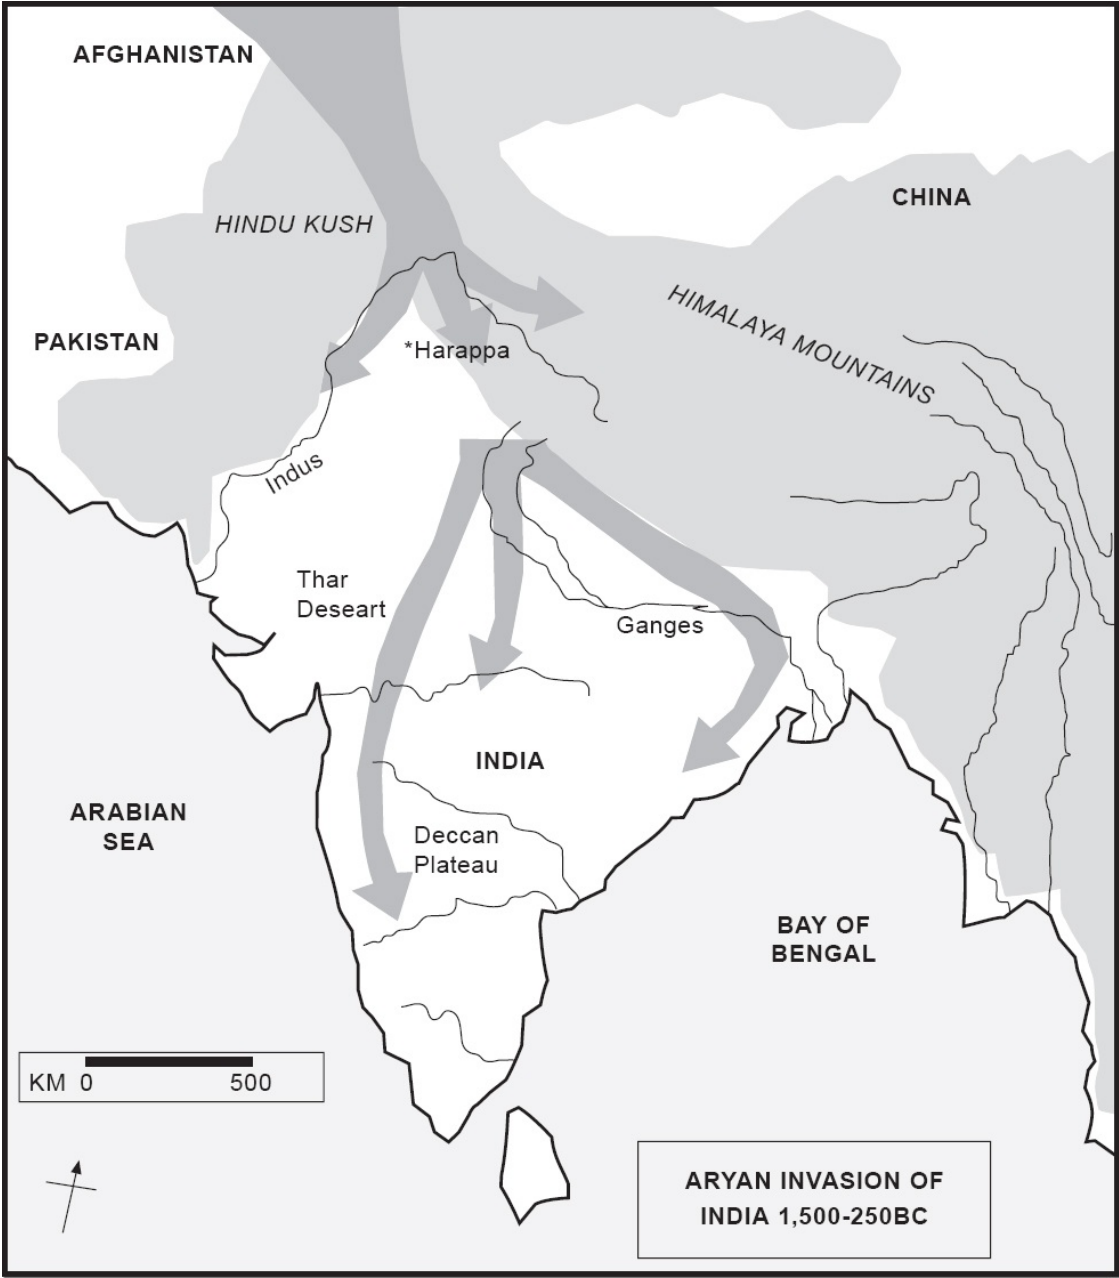 AFGHANISTAN
CHINA
HINDU KUSH
HIMALAYA MOUNTAINS
PAKISTAN
*Harappa
Indus
Thar
Deseart
Ganges
INDIA
ARABIAN
SEA
Deccan
Plateau
BAY OF
BENGAL
KM 0 500
ARYAN INVASION OF
INDIA 1,500-250BC